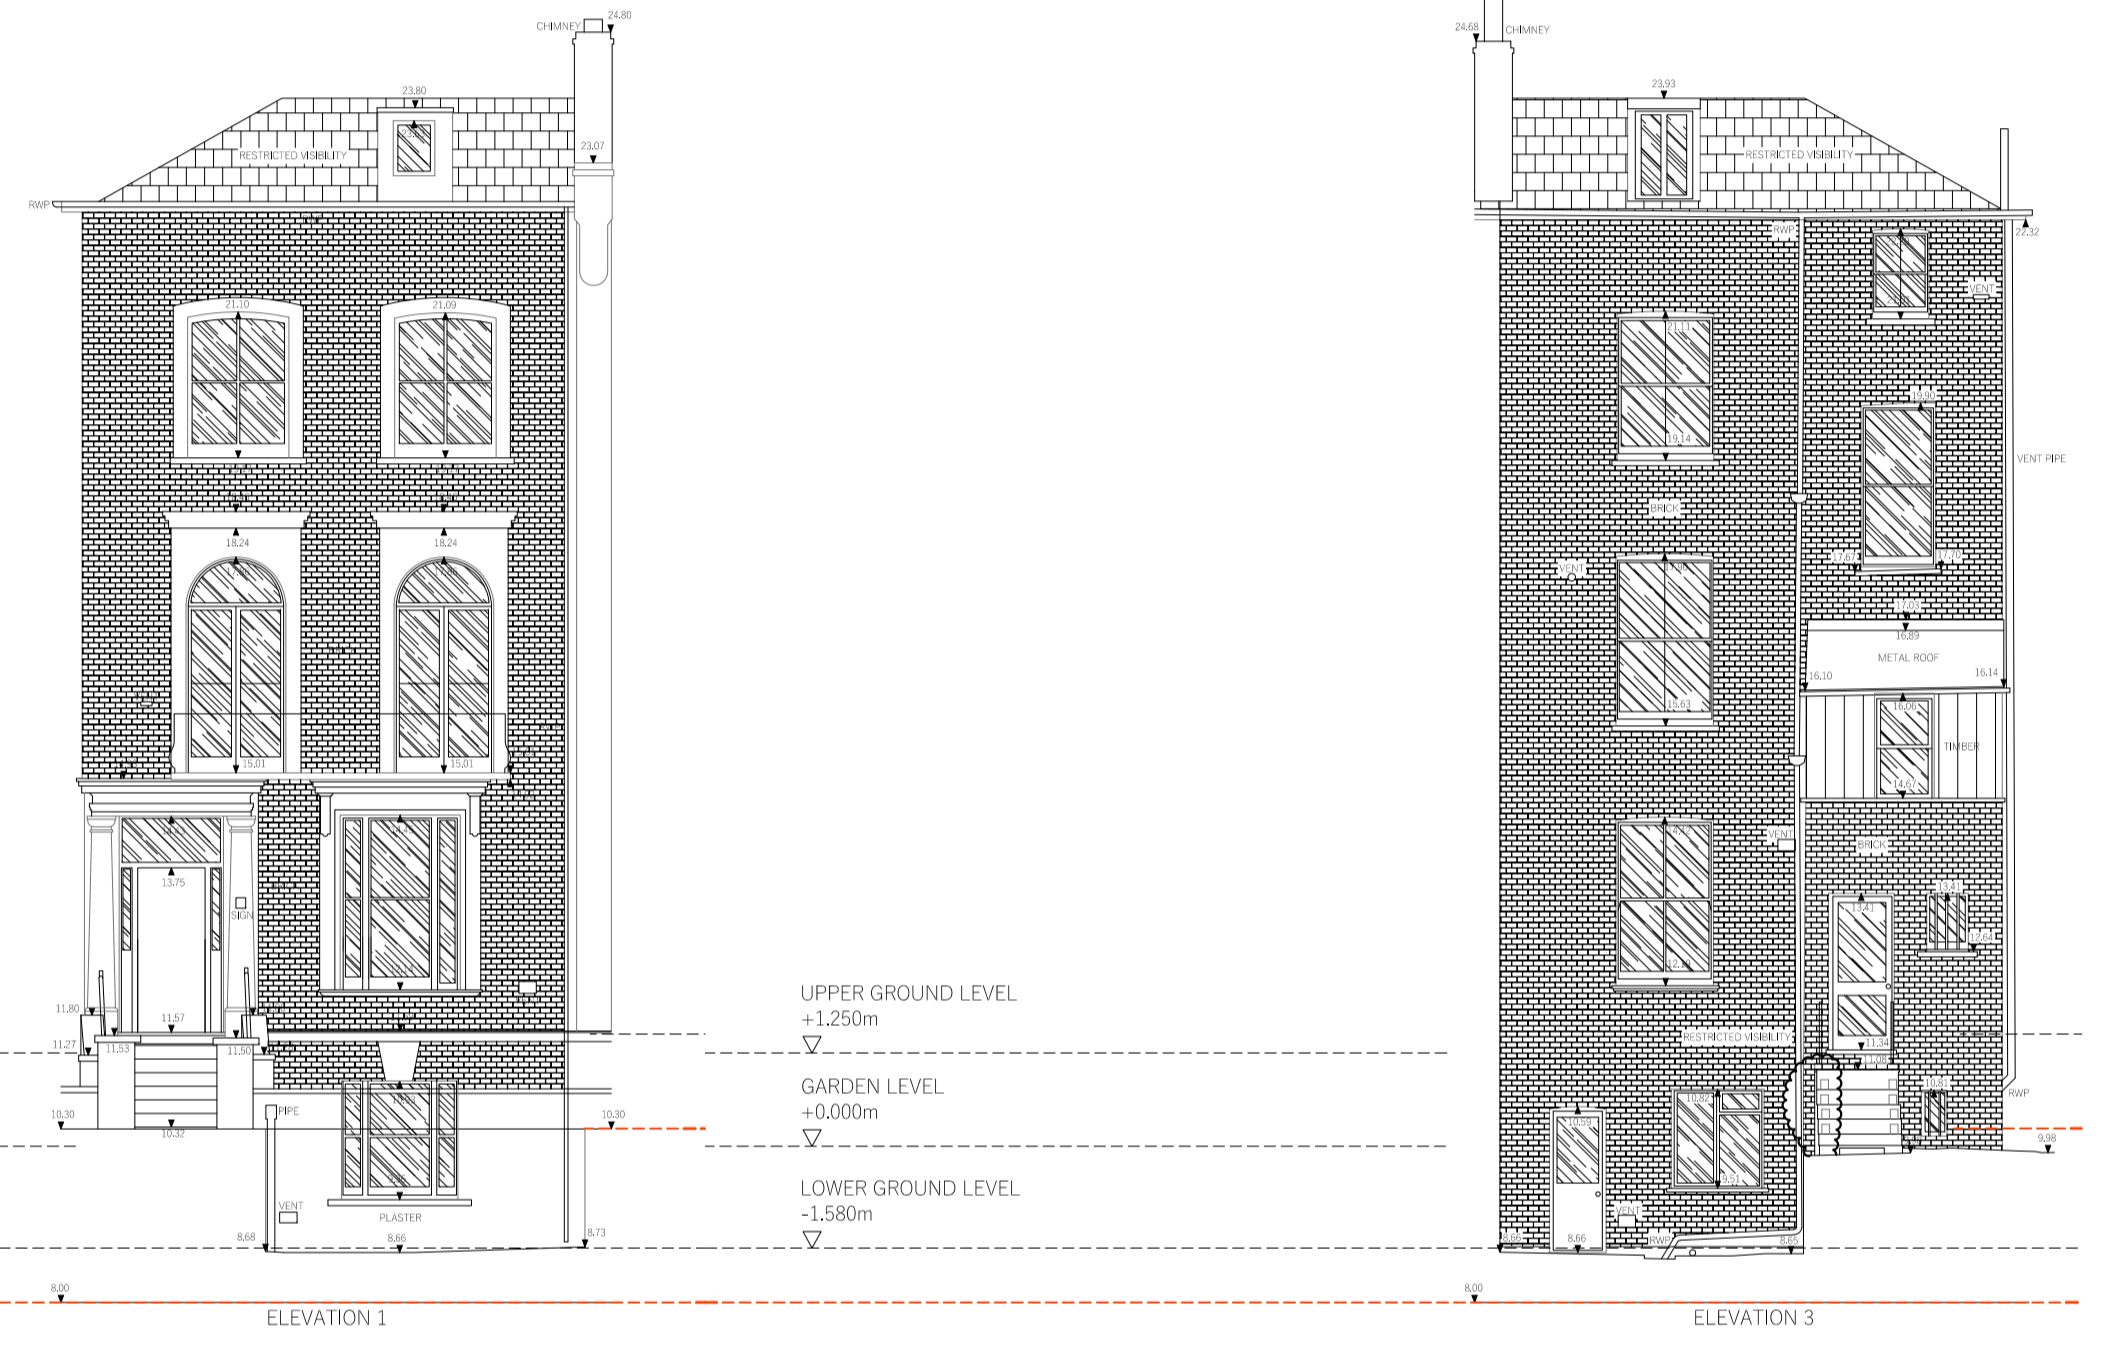 CHIMNEY
24.80
23.80
RESTRICTED VISIBILITY
23.07
RWP
21.10
21.09
18.24
18.24
15.01
15.01
13.75
SIGN
11.80
11.57
11.27
11.53
11.50
10.30
10.32
PIPE
10.30
VENT
PLASTER
8.68
8.66
8.73
8.00
ELEVATION 1
UPPER GROUND LEVEL
+1.250m
GARDEN LEVEL
+0.000m
LOWER GROUND LEVEL
-1.580m
24.68
CHIMNEY
23.93
RESTRICTED VISIBILITY
RWP
22.32
VENT
21.11
19.90
19.14
VENT PIPE
BRICK
17.67
17.70
VENT
17.90
17.03
16.89
METAL ROOF
16.10
16.14
15.63
16.06
TIMBER
14.67
14.42
VENT
BRICK
13.41
13.41
12.64
12.19
RESTRICTED VISIBILITY
11.34
11.08
10.82
10.81
RWP
10.59
9.98
9.51
VENT
8.66
8.66
RWP
8.65
8.00
ELEVATION 3